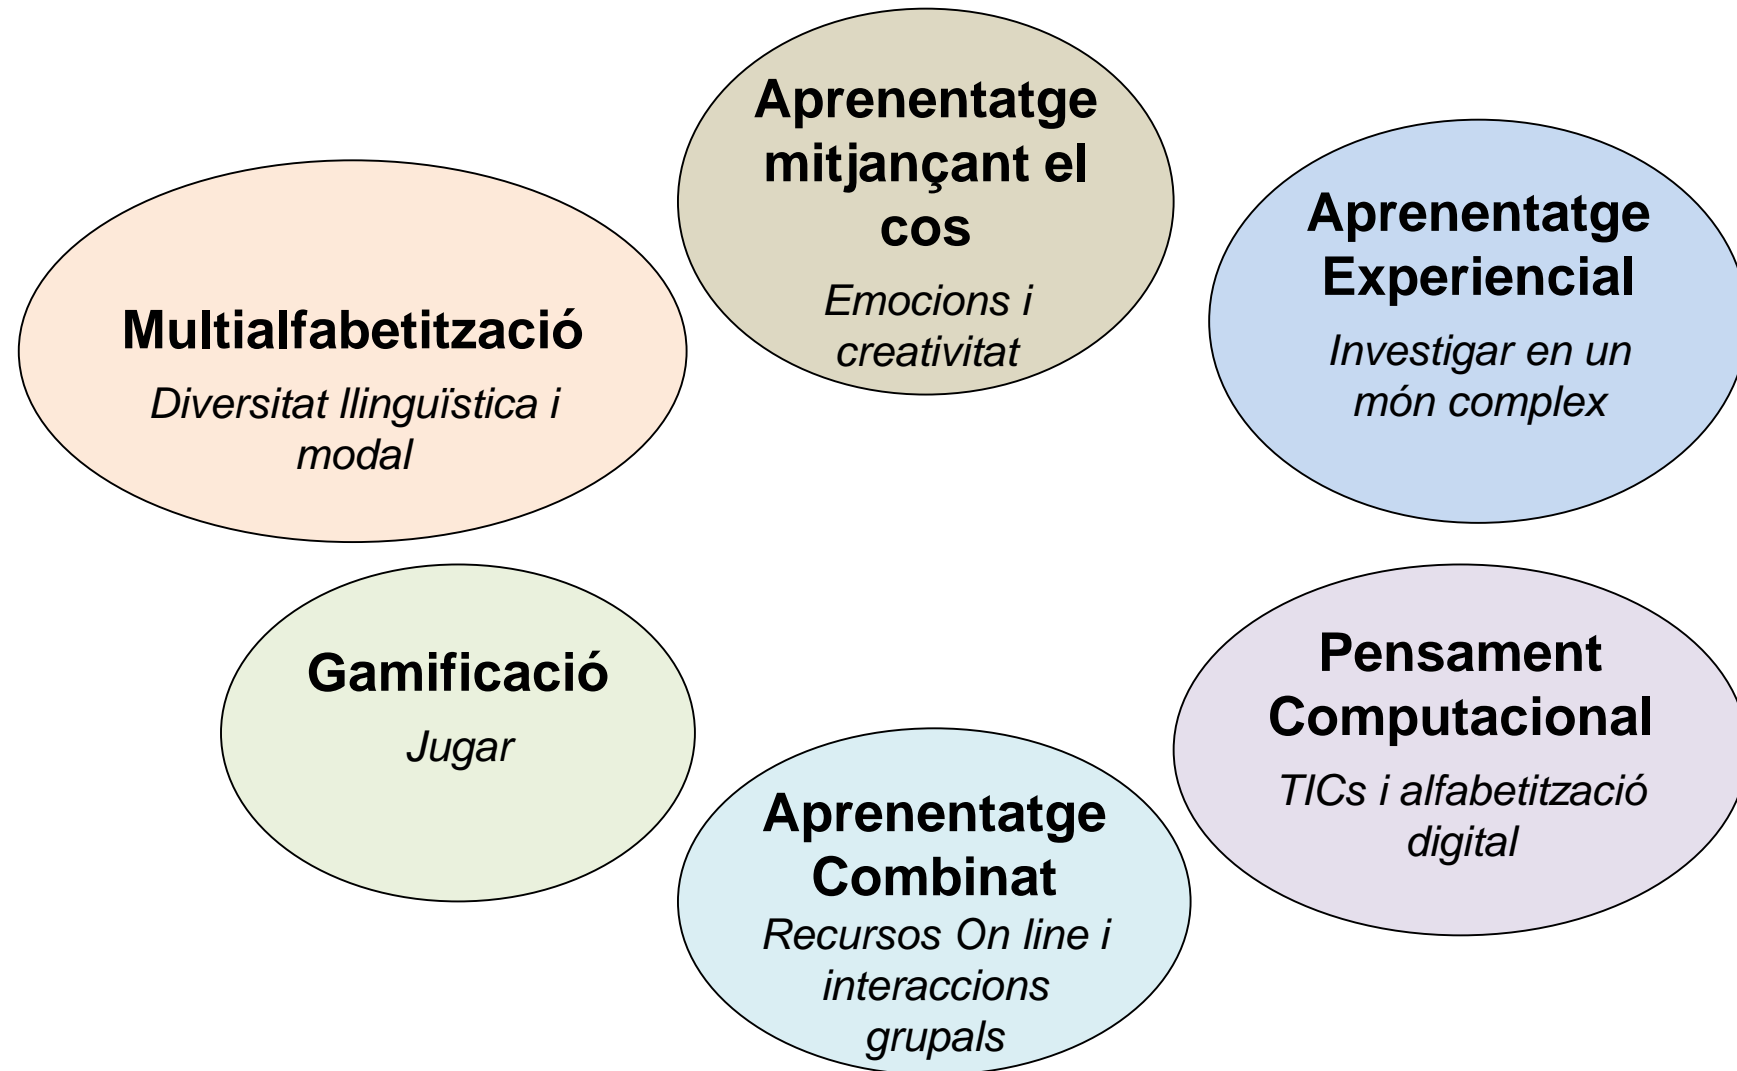 Aprenentatge
mitjançant el
cos
Emocions i
creativitat
Aprenentatge
Experiencial
Investigar en un
món complex
Multialfabetització
Diversitat llinguïstica i
modal
Gamificació
Jugar
Pensament
Computacional
TICs i alfabetització
digital
Aprenentatge
Combinat
Recursos On line i
interaccions
grupals